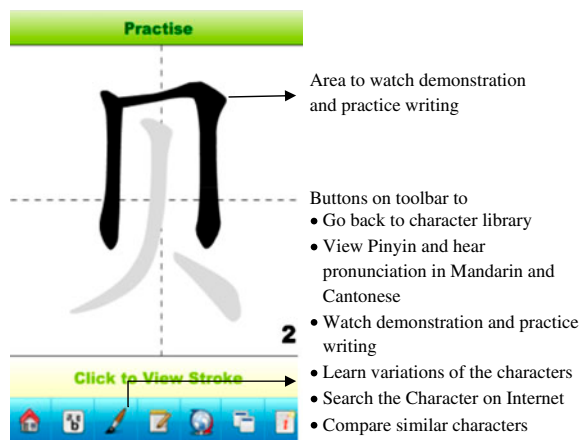 Practise
Area to watch demonstration
and practice writing
贝
2
Click to View Stroke
Buttons on toolbar to
• Go back to character library
• View Pinyin and hear
pronunciation in Mandarin and
Cantonese
• Watch demonstration and practice
writing
• Learn variations of the characters
• Search the Character on Internet
• Compare similar characters